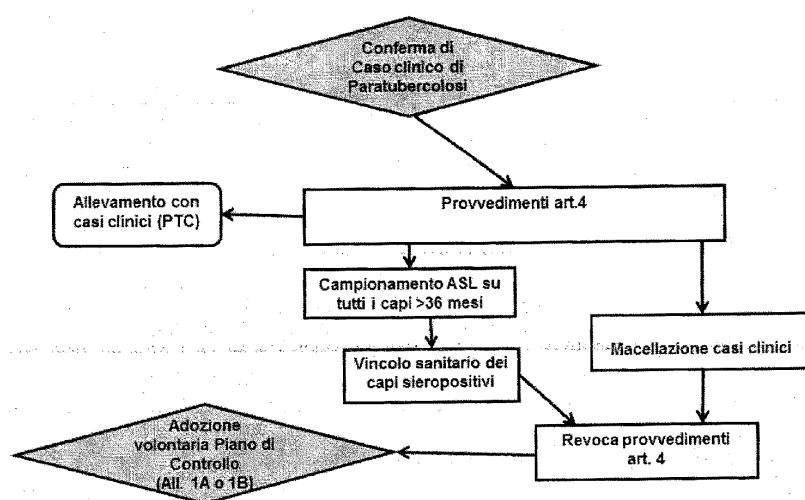 Conferma di
Caso clinico di
Paratubercolosi
Allevamento con
casi clinici (PTC)
Provvedimenti art.4
Campionamento ASL su
tutti i capi >36 mesi
Macellazione casi clinici
Vincolo sanitario dei
capi sieropositivi
Adozione
volontaria Piano di
Controllo
(All. 1A o 1B)
Revoca provvedimenti
art. 4